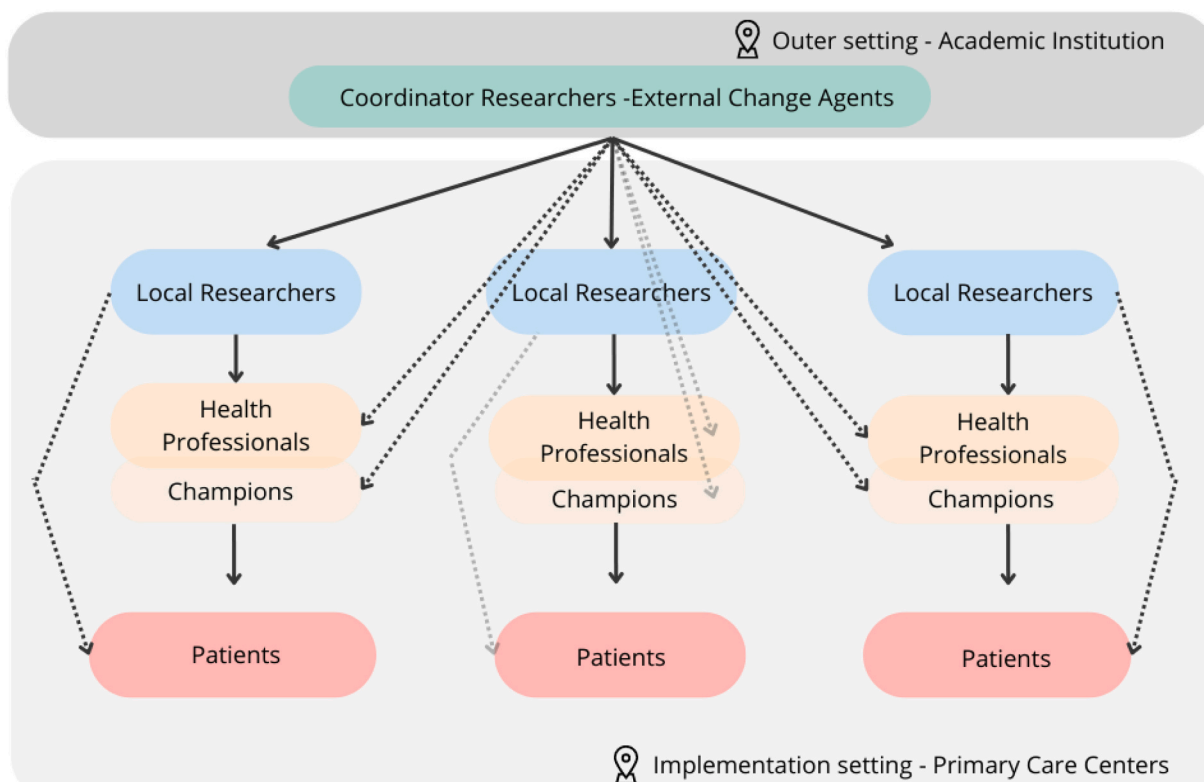 Outer setting - Academic Institution
Coordinator Researchers -External Change Agents
Local Researchers
Local Researchers
Local Researchers
Health
Professionals
Champions
Health
Professionals
Champions
Health
Professionals
Champions
Patients
Patients
Patients
Implementation setting - Primary Care Centers